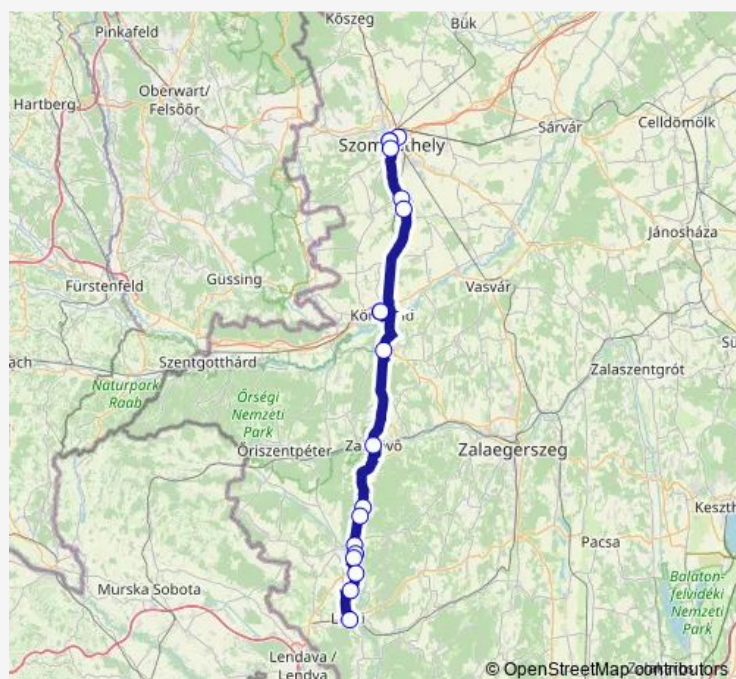 Kőszeg
Bük
Pinkafeld
Oberwart/
Felsőőr
Hartberg
Sárvár
Celldömölk
Jánosháza
Güssing
Fürstenfeld
Vasvár
Szentgotthárd
Naturpark
Raab
Őrségi
Nemzeti
Park
Zalaszentgrót
Őriszentpéter
Zalaegerszeg
Pacsa
Murska Sobota
Balaton-
felvidéki
Nemzeti
Park
Lendava /
Lendva
© OpenStreetMap contributors